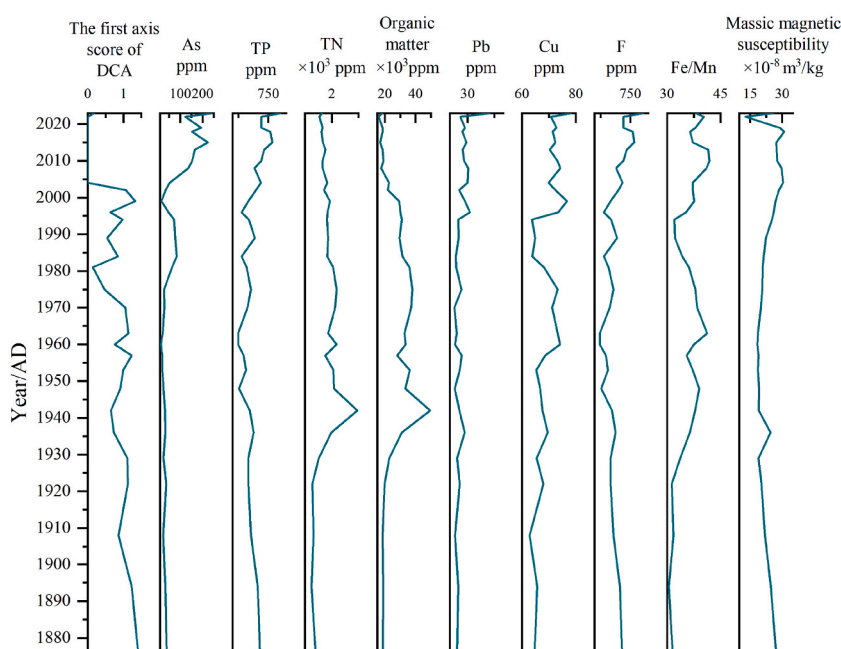 The first axis
score of
DCA
As
ppm
TP
ppm
TN
×10³ ppm
Organic
matter
×10³ppm
Pb
ppm
Cu
ppm
F
ppm
Fe/Mn
Massic magnetic
susceptibility
×10⁻⁸ m³/kg
0 1
100 200
750
2
20 40
30
60 80
750
30 45
15 30
Year/AD
2020
2010
2000
1990
1980
1970
1960
1950
1940
1930
1920
1910
1900
1890
1880